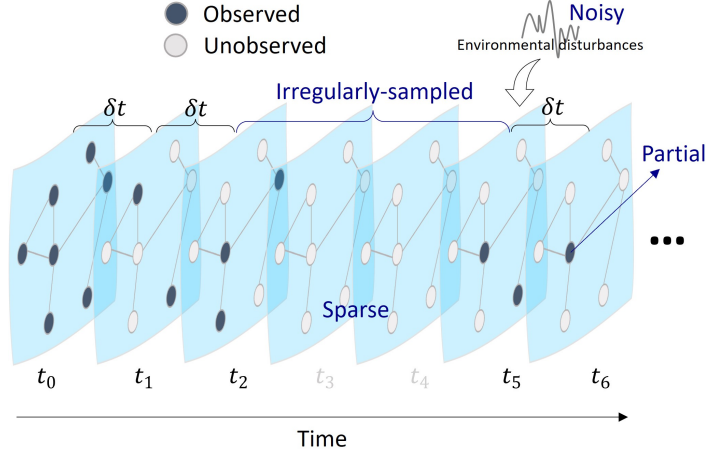 Observed
Unobserved
Noisy
Environmental disturbances
Irregularly-sampled
δt
δt
δt
Partial
Sparse
t0
t1
t2
t3
t4
t5
t6
Time